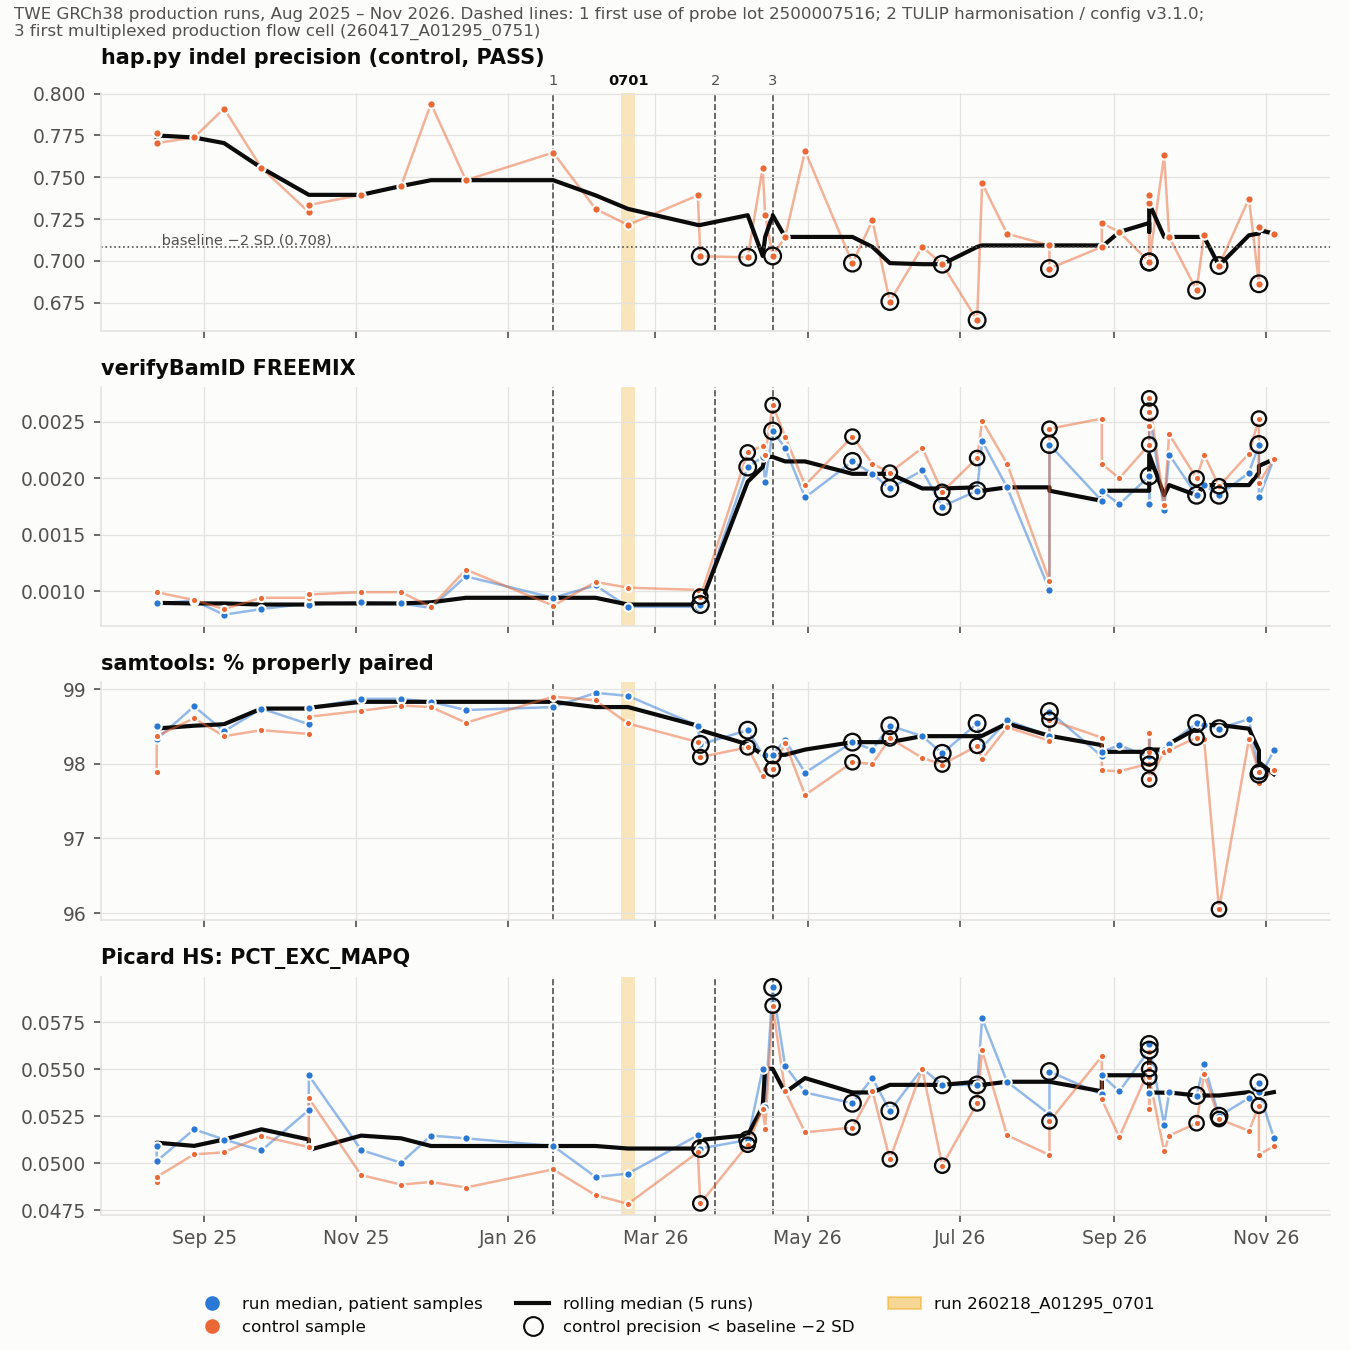 TWE GRCh38 production runs, Aug 2025 – Nov 2026. Dashed lines: 1 first use of probe lot 2500007516; 2 TULIP harmonisation / config v3.1.0;
3 first multiplexed production flow cell (260417_A01295_0751)
hap.py indel precision (control, PASS)
1 0701 2 3
0.800
0.775
0.750
0.725
baseline −2 SD (0.708)
0.700
0.675
verifyBamID FREEMIX
0.0025
0.0020
0.0015
0.0010
samtools: % properly paired
99
98
97
96
Picard HS: PCT_EXC_MAPQ
0.0575
0.0550
0.0525
0.0500
0.0475
Sep 25 Nov 25 Jan 26 Mar 26 May 26 Jul 26 Sep 26 Nov 26
run median, patient samples rolling median (5 runs) run 260218_A01295_0701
control sample control precision < baseline −2 SD